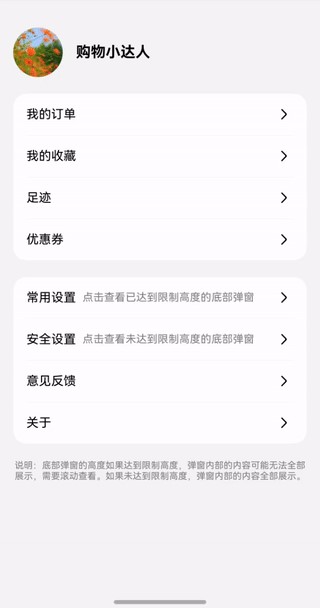 购物小达人
我的订单
我的收藏
足迹
优惠券
常用设置 点击查看已达到限制高度的底部弹窗
安全设置 点击查看未达到限制高度的底部弹窗
意见反馈
关于
说明：底部弹窗的高度如果达到限制高度，弹窗内部的内容可能无法全部
展示，需要滚动查看。如果未达到限制高度，弹窗内部的内容全部展示。